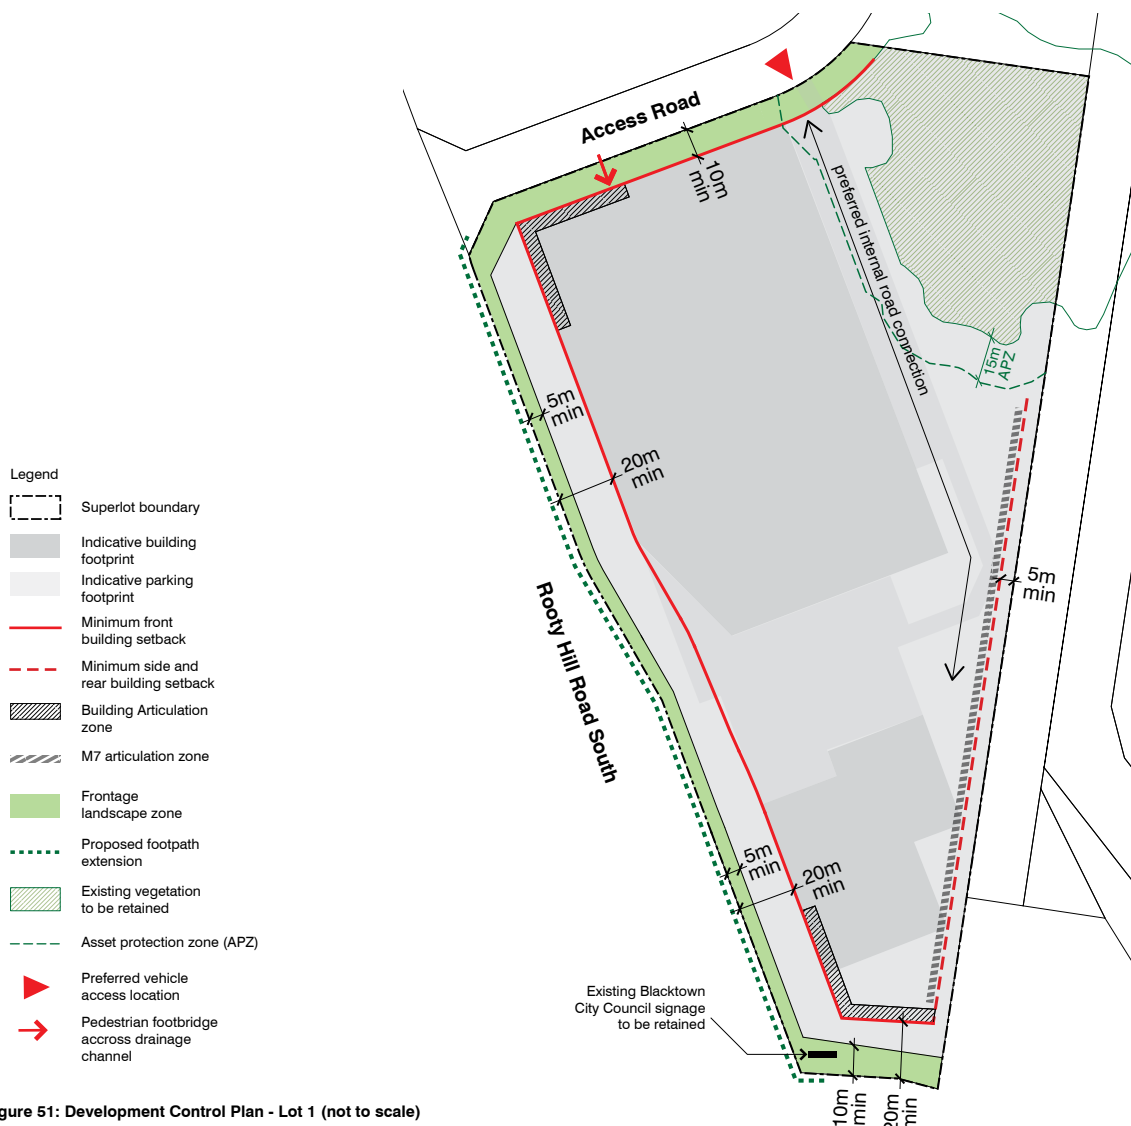 Access Road
10m
min
preferred internal road connection
15m
APZ
5m
min
20m
min
5m
min
Rooty Hill Road South
5m
min
20m
min
Existing Blacktown
City Council signage
to be retained
10m
min
20m
min
Legend
Superlot boundary
Indicative building
footprint
Indicative parking
footprint
Minimum front
building setback
Minimum side and
rear building setback
Building Articulation
zone
M7 articulation zone
Frontage
landscape zone
Proposed footpath
extension
Existing vegetation
to be retained
Asset protection zone (APZ)
Preferred vehicle
access location
Pedestrian footbridge
accross drainage
channel
gure 51: Development Control Plan - Lot 1 (not to scale)